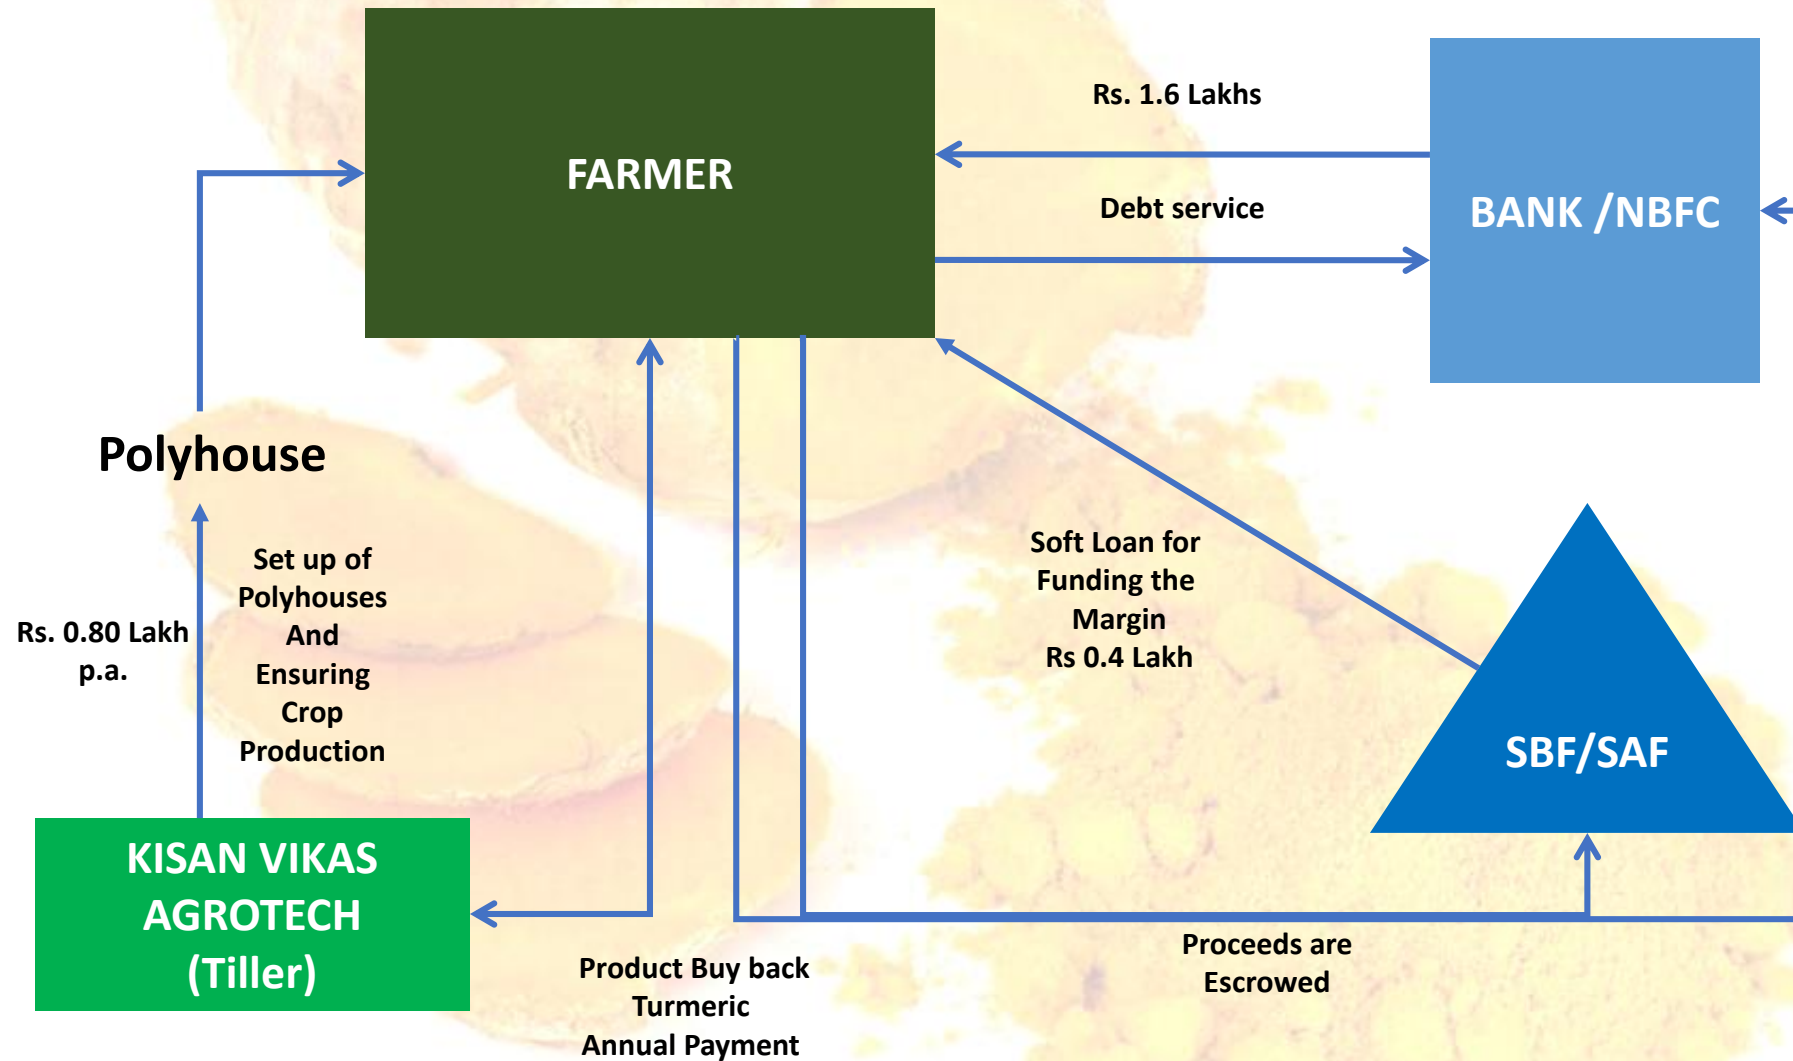 FARMER
Rs. 1.6 Lakhs
Debt service
BANK /NBFC
Polyhouse
Set up of
Polyhouses
And
Ensuring
Crop
Production
Rs. 0.80 Lakh
p.a.
Soft Loan for
Funding the
Margin
Rs 0.4 Lakh
SBF/SAF
KISAN VIKAS
AGROTECH
(Tiller)
Product Buy back
Turmeric
Annual Payment
Proceeds are
Escrowed